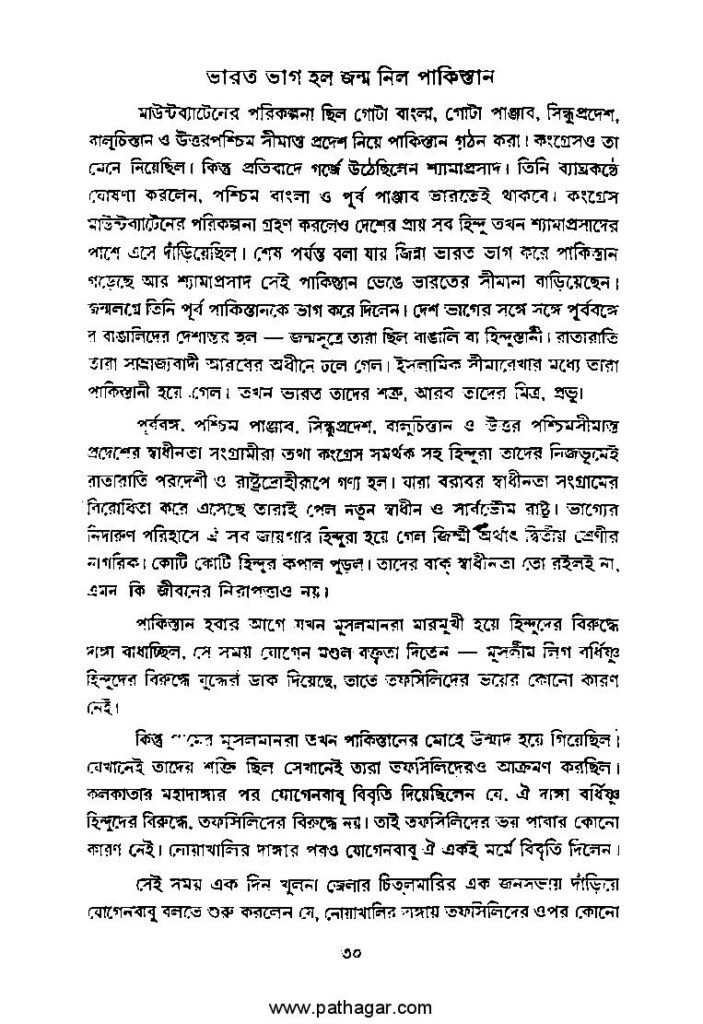 ভারত ভাগ হল জন্ম নিল পাকিস্তান
মাউন্টব্যাটেনের পরিকল্পনা ছিল গোটা বাংলা, গোটা পাঞ্জাব, সিন্ধুপ্রদেশ,
বালুচিস্তান ও উত্তরপশ্চিম সীমান্ত প্রদেশ নিয়ে পাকিস্তান গঠন করা। কংগ্রেসও তা
মেনে নিয়েছিল। কিন্তু প্রতিবাদে গর্জে উঠেছিলেন শ্যামাপ্রসাদ। তিনি ব্যাঘ্রকণ্ঠে
ঘোষণা করলেন, পশ্চিম বাংলা ও পূর্ব পাঞ্জাব ভারতেই থাকবে। কংগ্রেস
মাউন্টব্যাটেনের পরিকল্পনা গ্রহণ করলেও দেশের প্রায় সব হিন্দু তখন শ্যামাপ্রসাদের
পাশে এসে দাঁড়িয়েছিল। শেষ পর্যন্ত বলা যায় জিন্না ভারত ভাগ করে পাকিস্তান
গড়েছে আর শ্যামাপ্রসাদ সেই পাকিস্তান ভেঙে ভারতের সীমানা বাড়িয়েছেন।
জন্মলগ্নে তিনি পূর্ব পাকিস্তানকে ভাগ করে দিলেন। দেশ ভাগের সঙ্গে সঙ্গে পূর্ববঙ্গে
র বাঙালিদের দেশান্তর হল — জন্মসূত্রে তারা ছিল বাঙালি বা হিন্দুস্তানী। রাতারাতি
তারা সাম্রাজ্যবাদী আরবের অধীনে চলে গেল। ইসলামিক সীমারেখার মধ্যে তারা
পাকিস্তানী হয়ে গেল। তখন ভারত তাদের শত্রু, আরব তাদের মিত্র, প্রভু।
পূর্ববঙ্গ, পশ্চিম পাঞ্জাব, সিন্ধুপ্রদেশ, বালুচিস্তান ও উত্তর পশ্চিমসীমান্ত
প্রদেশের স্বাধীনতা সংগ্রামীরা তথা কংগ্রেস সমর্থক সহ হিন্দুরা তাদের নিজভূমেই
রাতারাতি পরদেশী ও রাষ্ট্রদ্রোহীরূপে গণ্য হল। যারা বরাবর স্বাধীনতা সংগ্রামের
বিরোধিতা করে এসেছে তারাই পেল নতুন স্বাধীন ও সার্বভৌম রাষ্ট্র। ভাগ্যের
নিদারুণ পরিহাসে ঐ সব জায়গার হিন্দুরা হয়ে গেল জিম্মী অর্থাৎ দ্বিতীয় শ্রেণীর
নাগরিক। কোটি কোটি হিন্দুর কপাল পুড়ল। তাদের বাক্ স্বাধীনতা তো রইলই না,
এমন কি জীবনের নিরাপত্তাও নয়।
পাকিস্তান হবার আগে যখন মুসলমানরা মারমুখী হয়ে হিন্দুদের বিরুদ্ধে
দাঙ্গা বাধাচ্ছিল, সে সময় যোগেন মণ্ডল বক্তৃতা দিতেন — মুসলীম লিগ বর্ধিষ্ণু
হিন্দুদের বিরুদ্ধে যুদ্ধের ডাক দিয়েছে, তাতে তফসিলিদের ভয়ের কোনো কারণ
নেই।
কিন্তু মুসলমানরা তখন পাকিস্তানের মোহে উন্মাদ হয়ে গিয়েছিল।
যেখানেই তাদের শক্তি ছিল সেখানেই তারা তফসিলিদেরও আক্রমণ করছিল।
কলকাতার মহাদাঙ্গার পর যোগেনবাবু বিবৃতি দিয়েছিলেন যে, ঐ দাঙ্গা বর্ধিষ্ণু
হিন্দুদের বিরুদ্ধে, তফসিলিদের বিরুদ্ধে নয়। তাই তফসিলিদের ভয় পাবার কোনো
কারণ নেই। নোয়াখালির দাঙ্গার পরও যোগেনবাবু ঐ একই মর্মে বিবৃতি দিলেন।
সেই সময় এক দিন খুলনা জেলার চিতলমারির এক জনসভায় দাঁড়িয়ে
যোগেনবাবু বলতে শুরু করলেন যে, নোয়াখালির দাঙ্গায় তফসিলিদের ওপর কোনো
৩০
www.pathagar.com